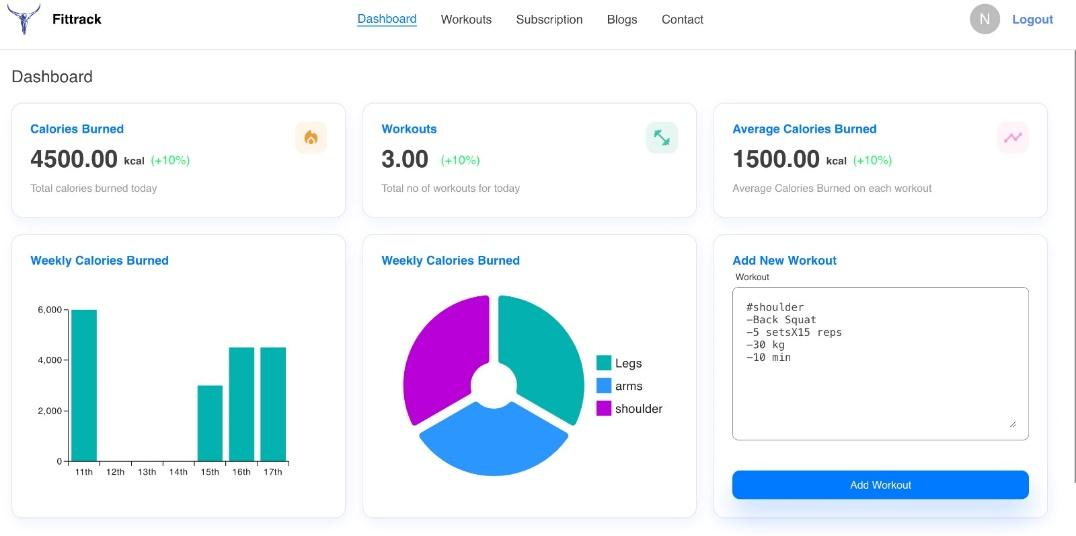 Fittrack
Dashboard Workouts Subscription Blogs Contact
N Logout
Dashboard
Calories Burned
4500.00 kcal (+10%)
Total calories burned today
Workouts
3.00 (+10%)
Total no of workouts for today
Average Calories Burned
1500.00 kcal (+10%)
Average Calories Burned on each workout
Weekly Calories Burned
6,000
4,000
2,000
0
11th 12th 13th 14th 15th 16th 17th
Weekly Calories Burned
Legs
arms
shoulder
Add New Workout
Workout
#shoulder
-Back Squat
-5 setsX15 reps
-30 kg
-10 min
Add Workout